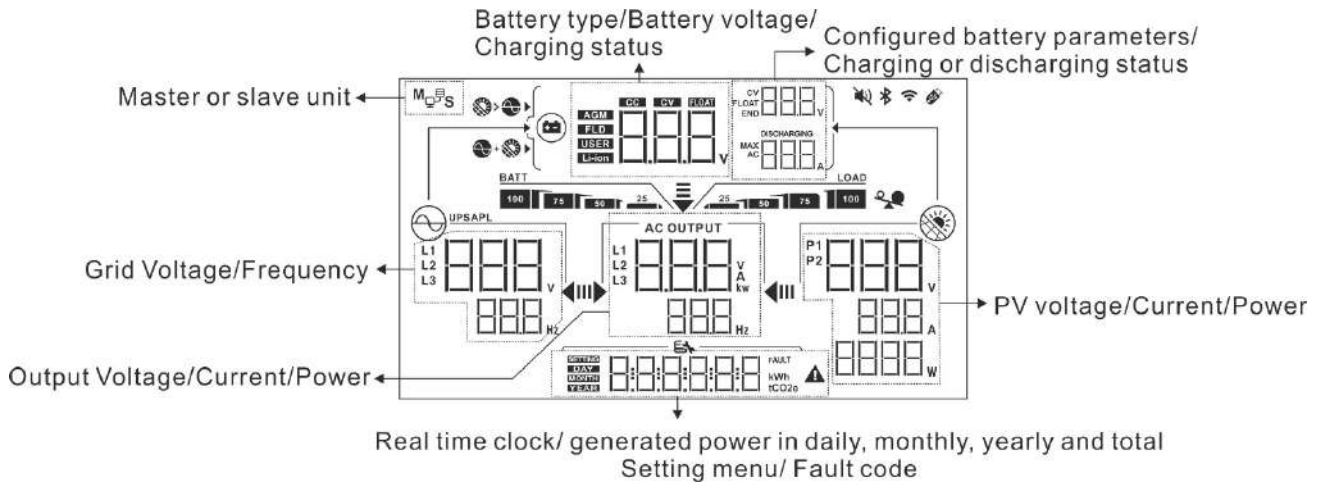 Battery type/Battery voltage/
Charging status
Configured battery parameters/
Charging or discharging status
Master or slave unit
M S
CC CV FLOAT
AGM
FLD
USER
Li-ion
V
CV
FLOAT
END
V
DISCHARGING
MAX
AC
A
BATT
LOAD
100 75 50 25
25 50 75 100
UPSAPL
AC OUTPUT
L1
L2
L3
V
Hz
L1
L2
L3
V
A
kw
Hz
P1
P2
V
A
W
Grid Voltage/Frequency
PV voltage/Current/Power
Output Voltage/Current/Power
SETTING
DAY
MONTH
YEAR
FAULT
kWh
tCO2e
Real time clock/ generated power in daily, monthly, yearly and total
Setting menu/ Fault code